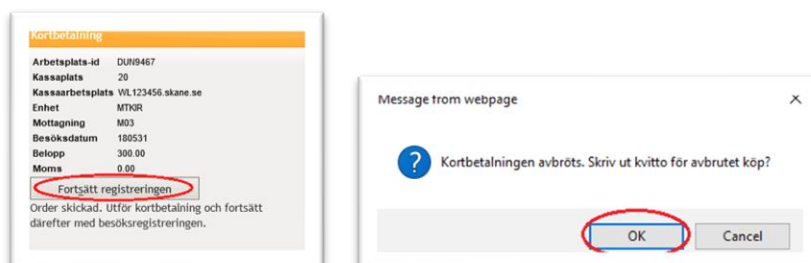 Kortbetalning
Arbetsplats-id DUN9467
Kassaplats 20
Kassaarbetsplats WL123456.skane.se
Enhet MTKIR
Mottagning M03
Besöksdatum 180531
Belopp 300.00
Moms 0.00
Fortsätt registreringen
Order skickad. Utför kortbetalning och fortsätt
därefter med besöksregistreringen.
Message from webpage
Kortbetalningen avbröts. Skriv ut kvitto för avbrutet köp?
OK Cancel